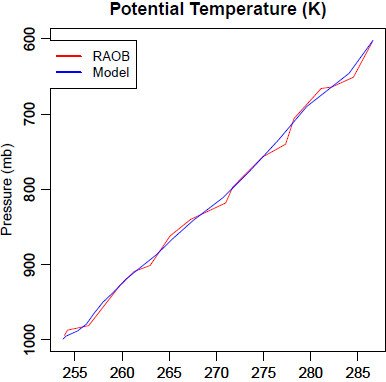 Potential Temperature (K)
RAOB
Model
Pressure (mb)
600
700
800
900
1000
255 260 265 270 275 280 285